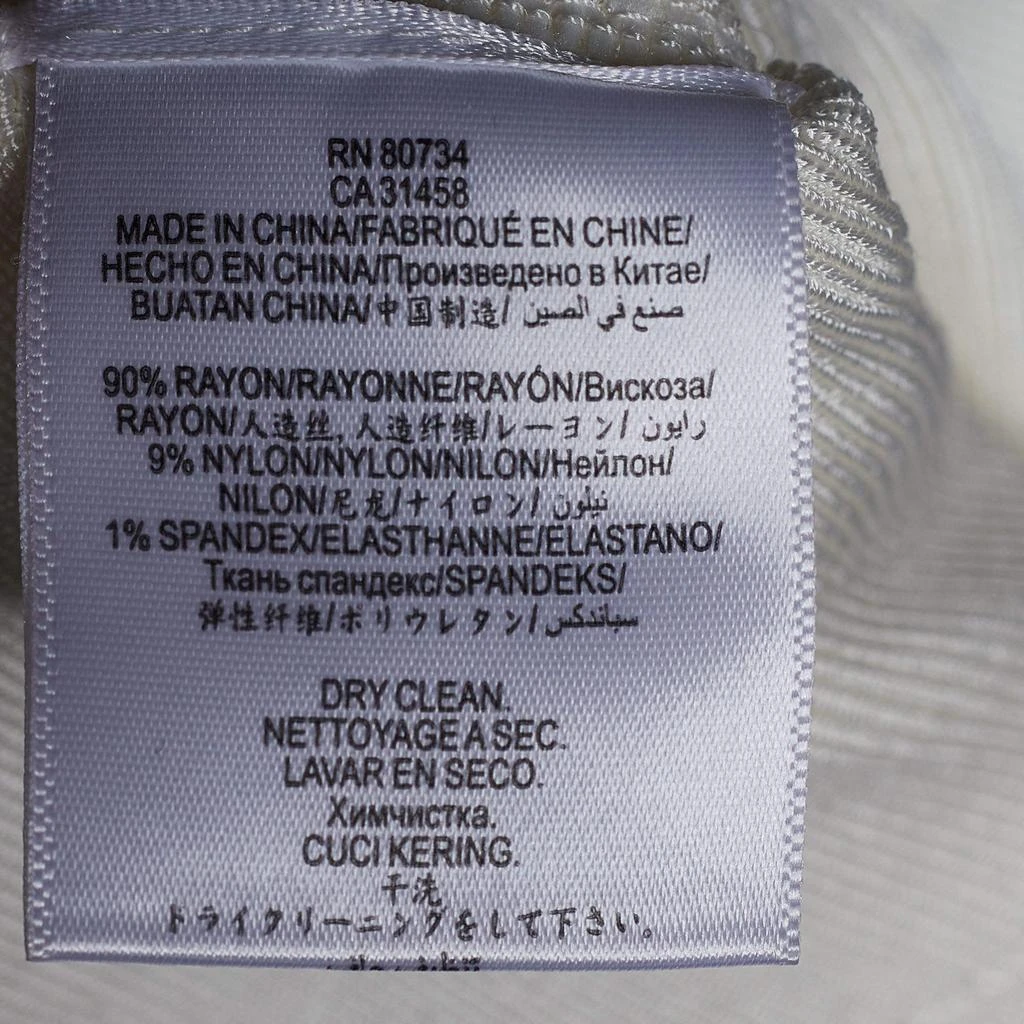 RN 80734
CA 31458
MADE IN CHINA/FABRIQUÉ EN CHINE/
HECHO EN CHINA/Произведено в Китае/
BUATAN CHINA/中国制造/ صنع في الصين
90% RAYON/RAYONNE/RAYÓN/Вискоза/
RAYON/人造丝, 人造纤维/レーヨン/ رايون
9% NYLON/NYLON/NILON/Нейлон/
NILON/尼龙/ナイロン/ نيلون
1% SPANDEX/ELASTHANNE/ELASTANO/
Ткань спандекс/SPANDEKS/
弹性纤维/ポリウレタン/ سباندكس
DRY CLEAN.
NETTOYAGE A SEC.
LAVAR EN SECO.
Химчистка.
CUCI KERING.
干洗
ドライクリーニングをして下さい。